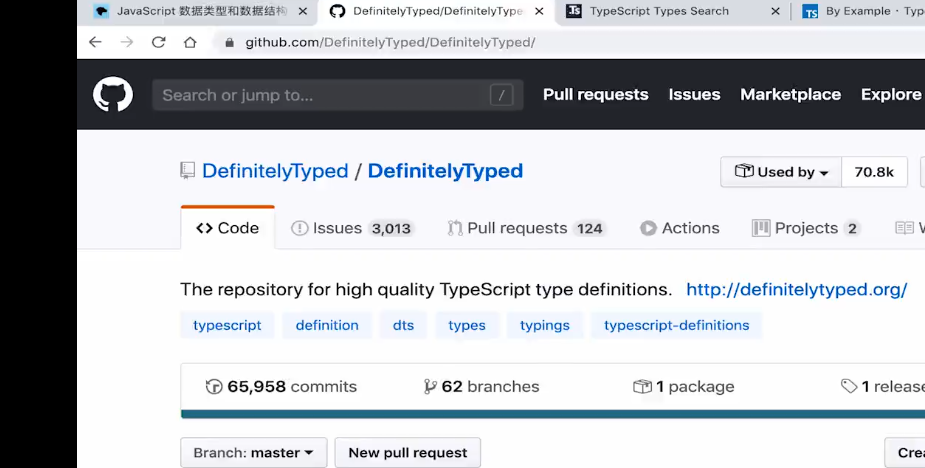 JavaScript 数据类型和数据结构 DefinitelyTyped/DefinitelyType TypeScript Types Search By Example · Type
github.com/DefinitelyTyped/DefinitelyTyped/
Search or jump to... / Pull requests Issues Marketplace Explore
DefinitelyTyped / DefinitelyTyped Used by 70.8k
Code Issues 3,013 Pull requests 124 Actions Projects 2 W
The repository for high quality TypeScript type definitions. http://definitelytyped.org/
typescript definition dts types typings typescript-definitions
65,958 commits 62 branches 1 package 1 release
Branch: master New pull request Crea